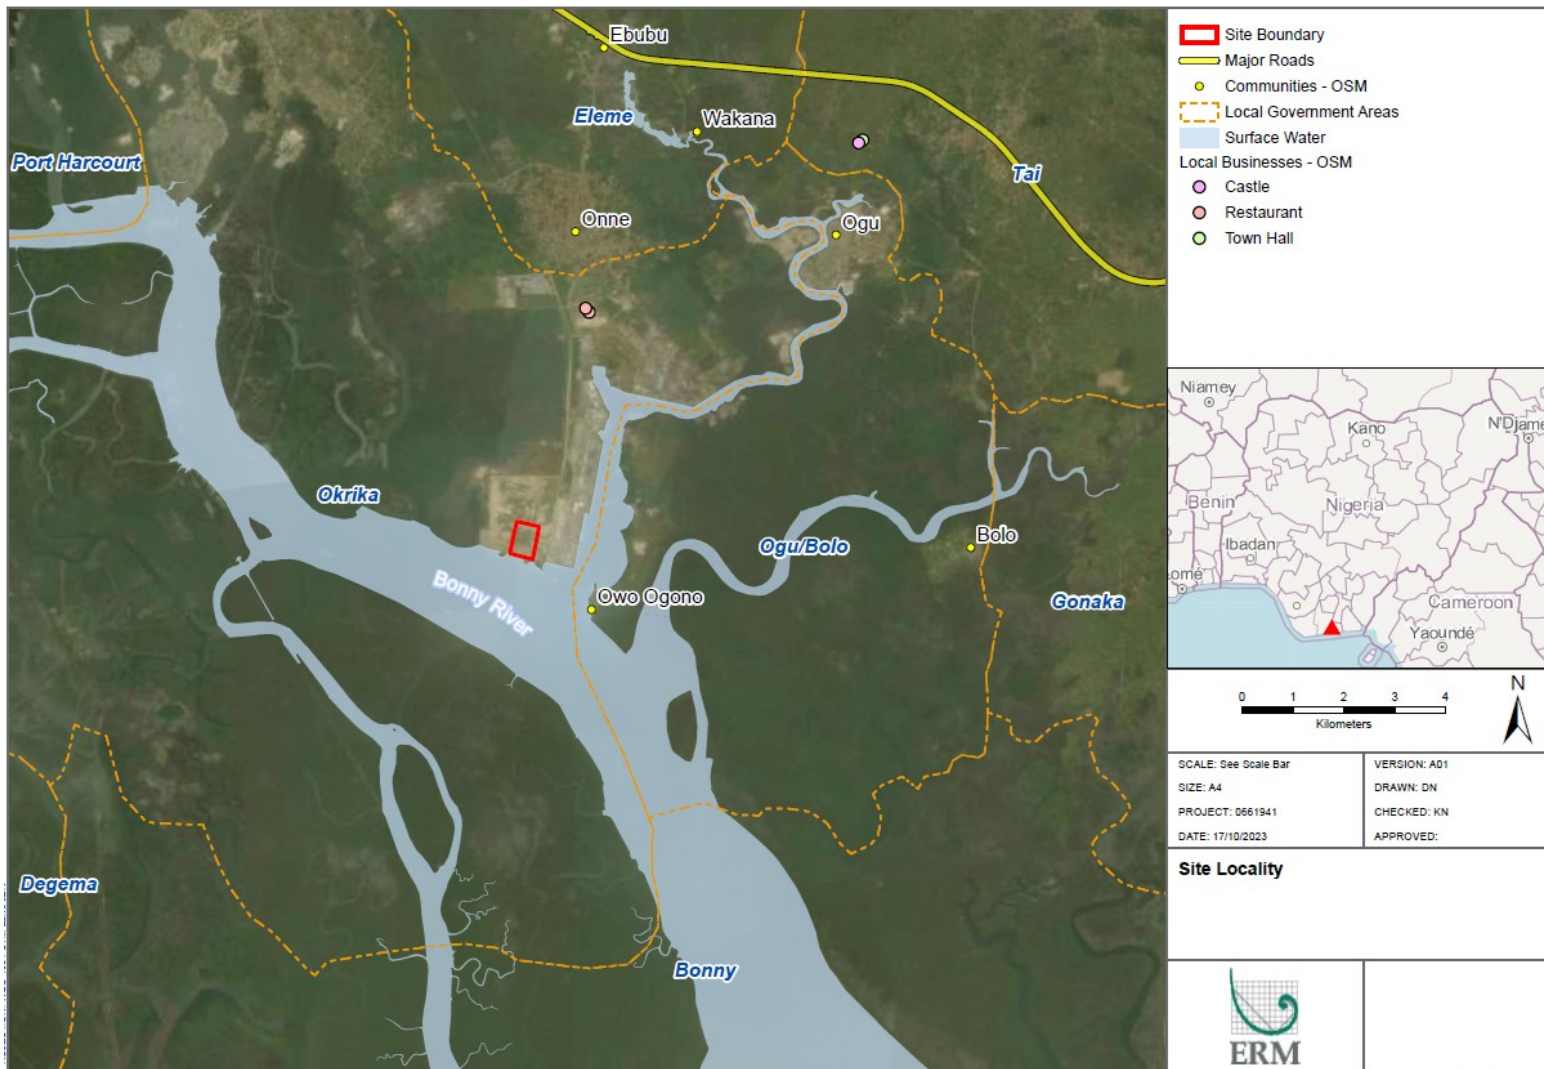 Ebubu
Eleme
Wakana
Port Harcourt
Tai
Onne
Ogu
Okrika
Bonny River
Ogu/Bolo
Bolo
Owo Ogono
Gonaka
Degema
Bonny
Site Boundary
Major Roads
Communities - OSM
Local Government Areas
Surface Water
Local Businesses - OSM
Castle
Restaurant
Town Hall
Niamey
Kano
N'Djame
Benin
Nigeria
Ibadan
omé
Cameroon
Yaoundé
0 1 2 3 4
Kilometers
N
SCALE: See Scale Bar
SIZE: A4
PROJECT: 0661941
DATE: 17/10/2023
VERSION: A01
DRAWN: DN
CHECKED: KN
APPROVED:
Site Locality
ERM